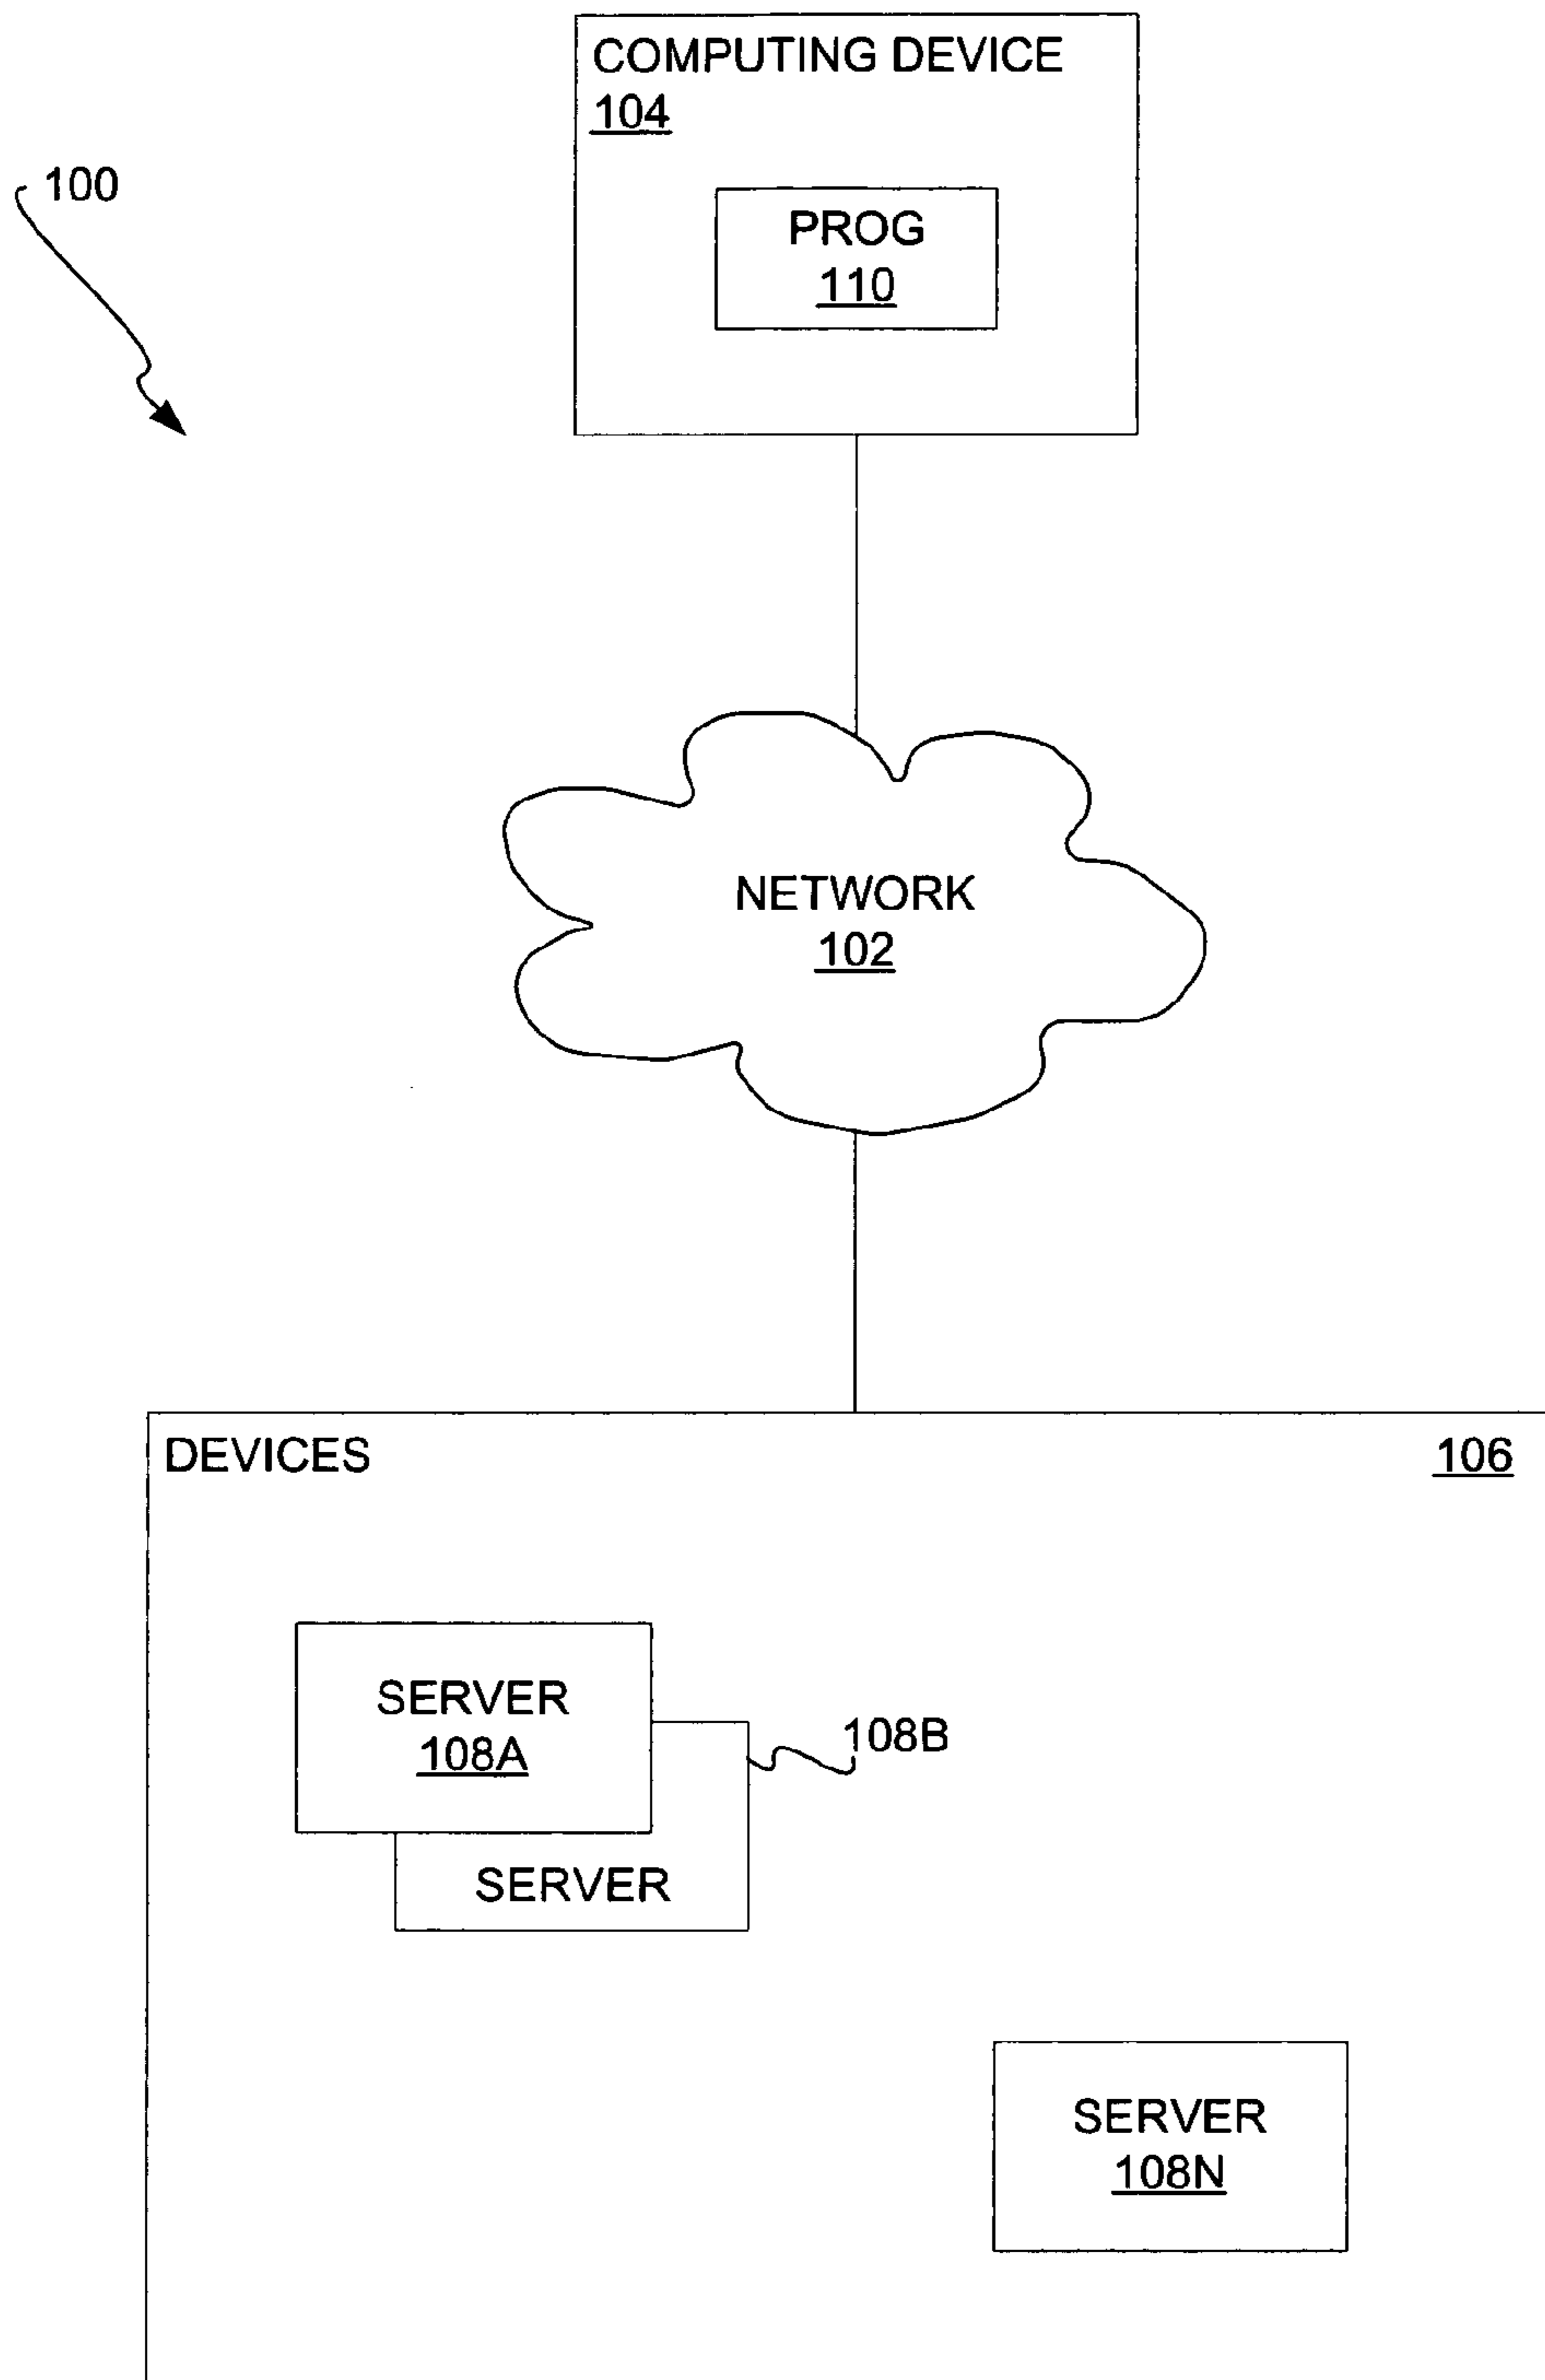 COMPUTING DEVICE
104
100
PROG
110
NETWORK
102
DEVICES
106
SERVER
108A
108B
SERVER
SERVER
108N